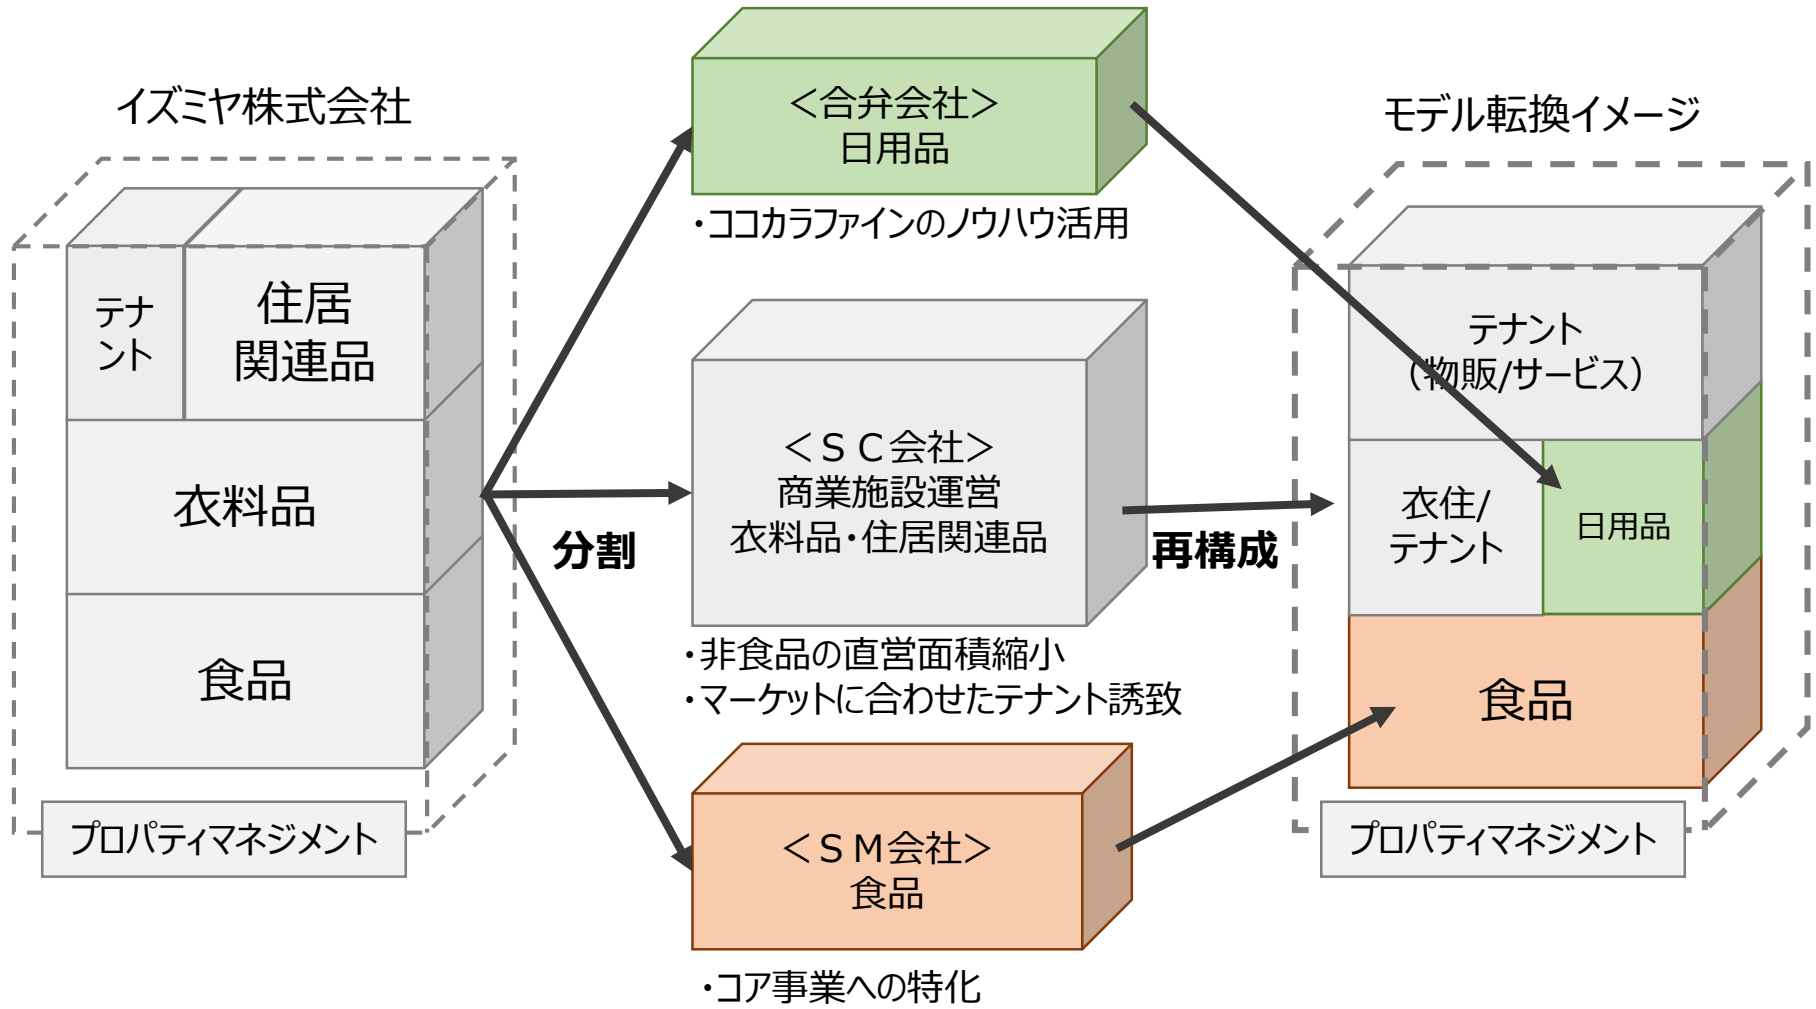 イズミヤ株式会社
テナ
ント
住居
関連品
衣料品
食品
プロパティマネジメント
分割
＜合弁会社＞
日用品
・ココカラファインのノウハウ活用
＜ＳＣ会社＞
商業施設運営
衣料品・住居関連品
・非食品の直営面積縮小
・マーケットに合わせたテナント誘致
＜ＳＭ会社＞
食品
・コア事業への特化
再構成
モデル転換イメージ
テナント
（物販/サービス）
衣住/
テナント
日用品
食品
プロパティマネジメント